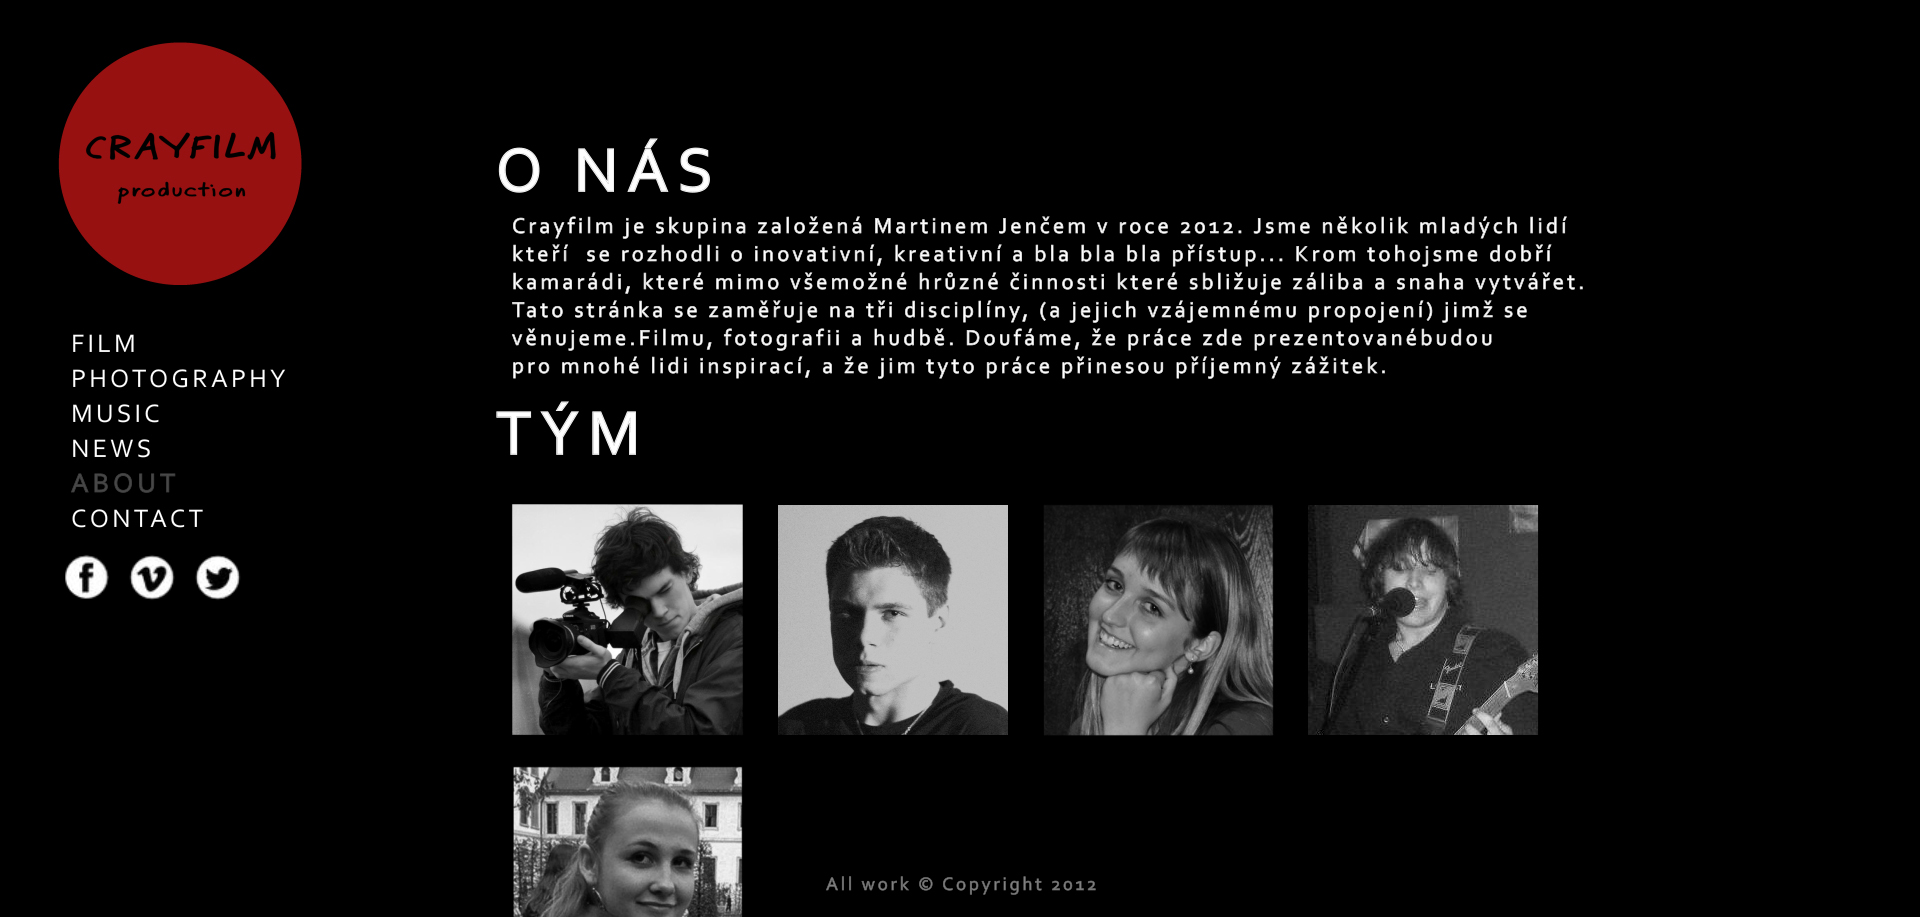 CRAYFILM
production
FILM
PHOTOGRAPHY
MUSIC
NEWS
ABOUT
CONTACT
O NÁS
Crayfilm je skupina založená Martinem Jenčem v roce 2012. Jsme několik mladých lidí
kteří  se rozhodli o inovativní, kreativní a bla bla bla přístup... Krom tohojsme dobří
kamarádi, které mimo všemožné hrůzné činnosti které sbližuje záliba a snaha vytvářet.
Tato stránka se zaměřuje na tři disciplíny, (a jejich vzájemnému propojení) jimž se
věnujeme.Filmu, fotografii a hudbě. Doufáme, že práce zde prezentovanébudou
pro mnohé lidi inspirací, a že jim tyto práce přinesou příjemný zážitek.
TÝM
All work © Copyright 2012